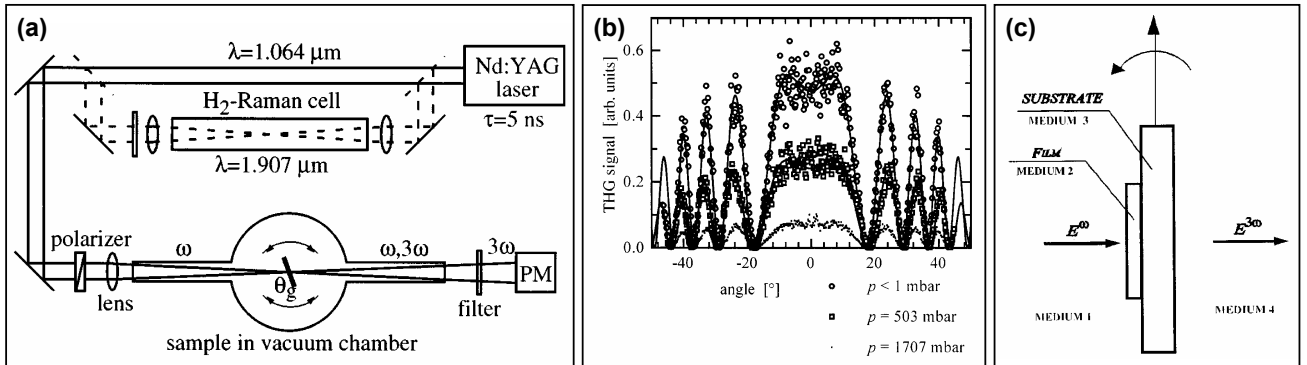 (a)
λ=1.064 μm
Nd:YAG
laser
τ=5 ns
H₂-Raman cell
λ=1.907 μm
polarizer
lens
ω
θg
ω,3ω
3ω
PM
filter
sample in vacuum chamber
(b)
THG signal [arb. units]
0.6
0.4
0.2
0.0
-40
-20
0
20
40
angle [°]
p < 1 mbar
p = 503 mbar
p = 1707 mbar
(c)
SUBSTRATE
MEDIUM 3
FILM
MEDIUM 2
E^ω
E^3ω
MEDIUM 1
MEDIUM 4